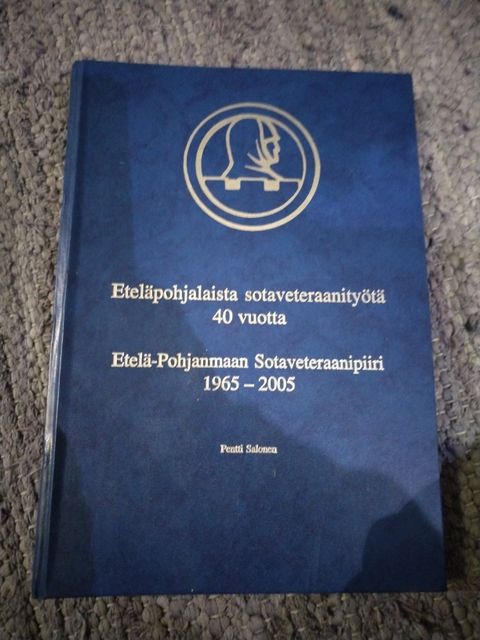 Eteläpohjalaista sotaveteraanityötä
40 vuotta
Etelä-Pohjanmaan Sotaveteraanipiiri
1965 – 2005
Pentti Salonen